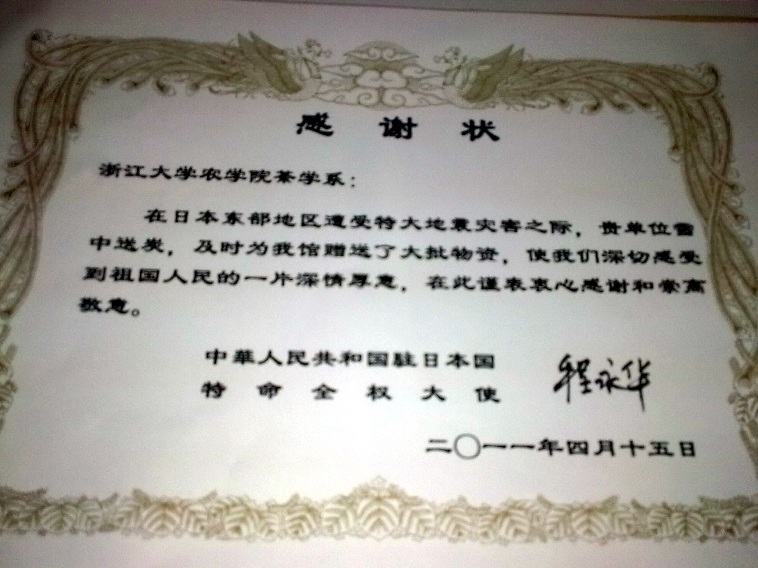 感谢状
浙江大学农学院茶学系：
在日本东部地区遭受特大地震灾害之际，贵单位雪
中送炭，及时为我馆赠送了大批物资，使我们深切感受
到祖国人民的一片深情厚意，在此谨表衷心感谢和崇高
敬意。
中華人民共和国駐日本国
特命全权大使
程永华
二〇一一年四月十五日